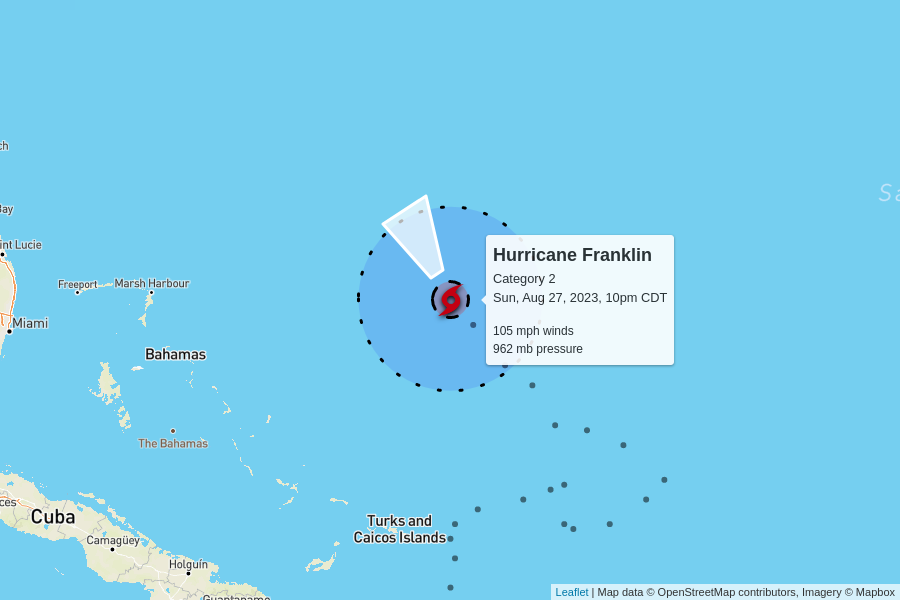 ch
Sa
Bay
int Lucie
Freeport
Marsh Harbour
Miami
Bahamas
The Bahamas
Hurricane Franklin
Category 2
Sun, Aug 27, 2023, 10pm CDT
105 mph winds
962 mb pressure
ces
Cuba
Camagüey
Holguín
Guantanamo
Turks and
Caicos Islands
Leaflet | Map data © OpenStreetMap contributors, Imagery © Mapbox